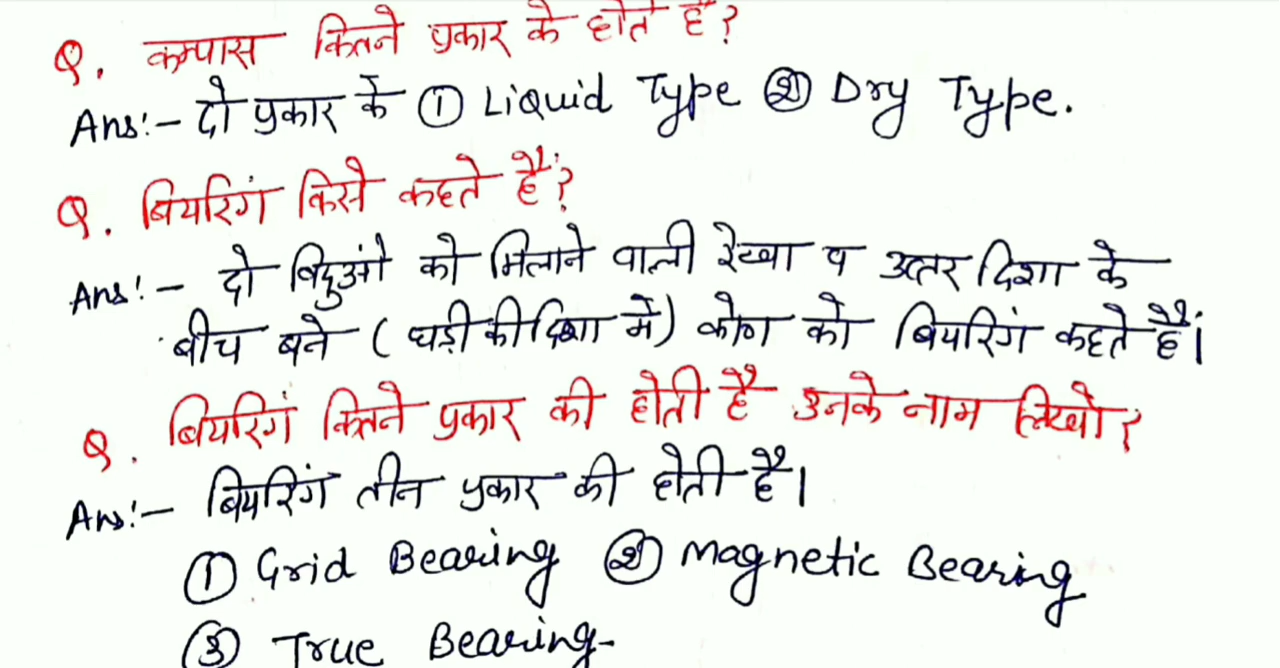 Q. कम्पास कितने प्रकार के होते हैं?
Ans:- दो प्रकार के ① Liquid Type ② Dry Type.
Q. बियरिंग किसे कहते हैं?
Ans:- दो बिंदुओं को मिलाने वाली रेखा व उत्तर दिशा के
बीच बने ( घड़ी की दिशा में) कोण को बियरिंग कहते हैं।
Q. बियरिंग कितने प्रकार की होती है उनके नाम लिखो?
Ans:- बियरिंग तीन प्रकार की होती है।
① Grid Bearing ② Magnetic Bearing
③ True Bearing-